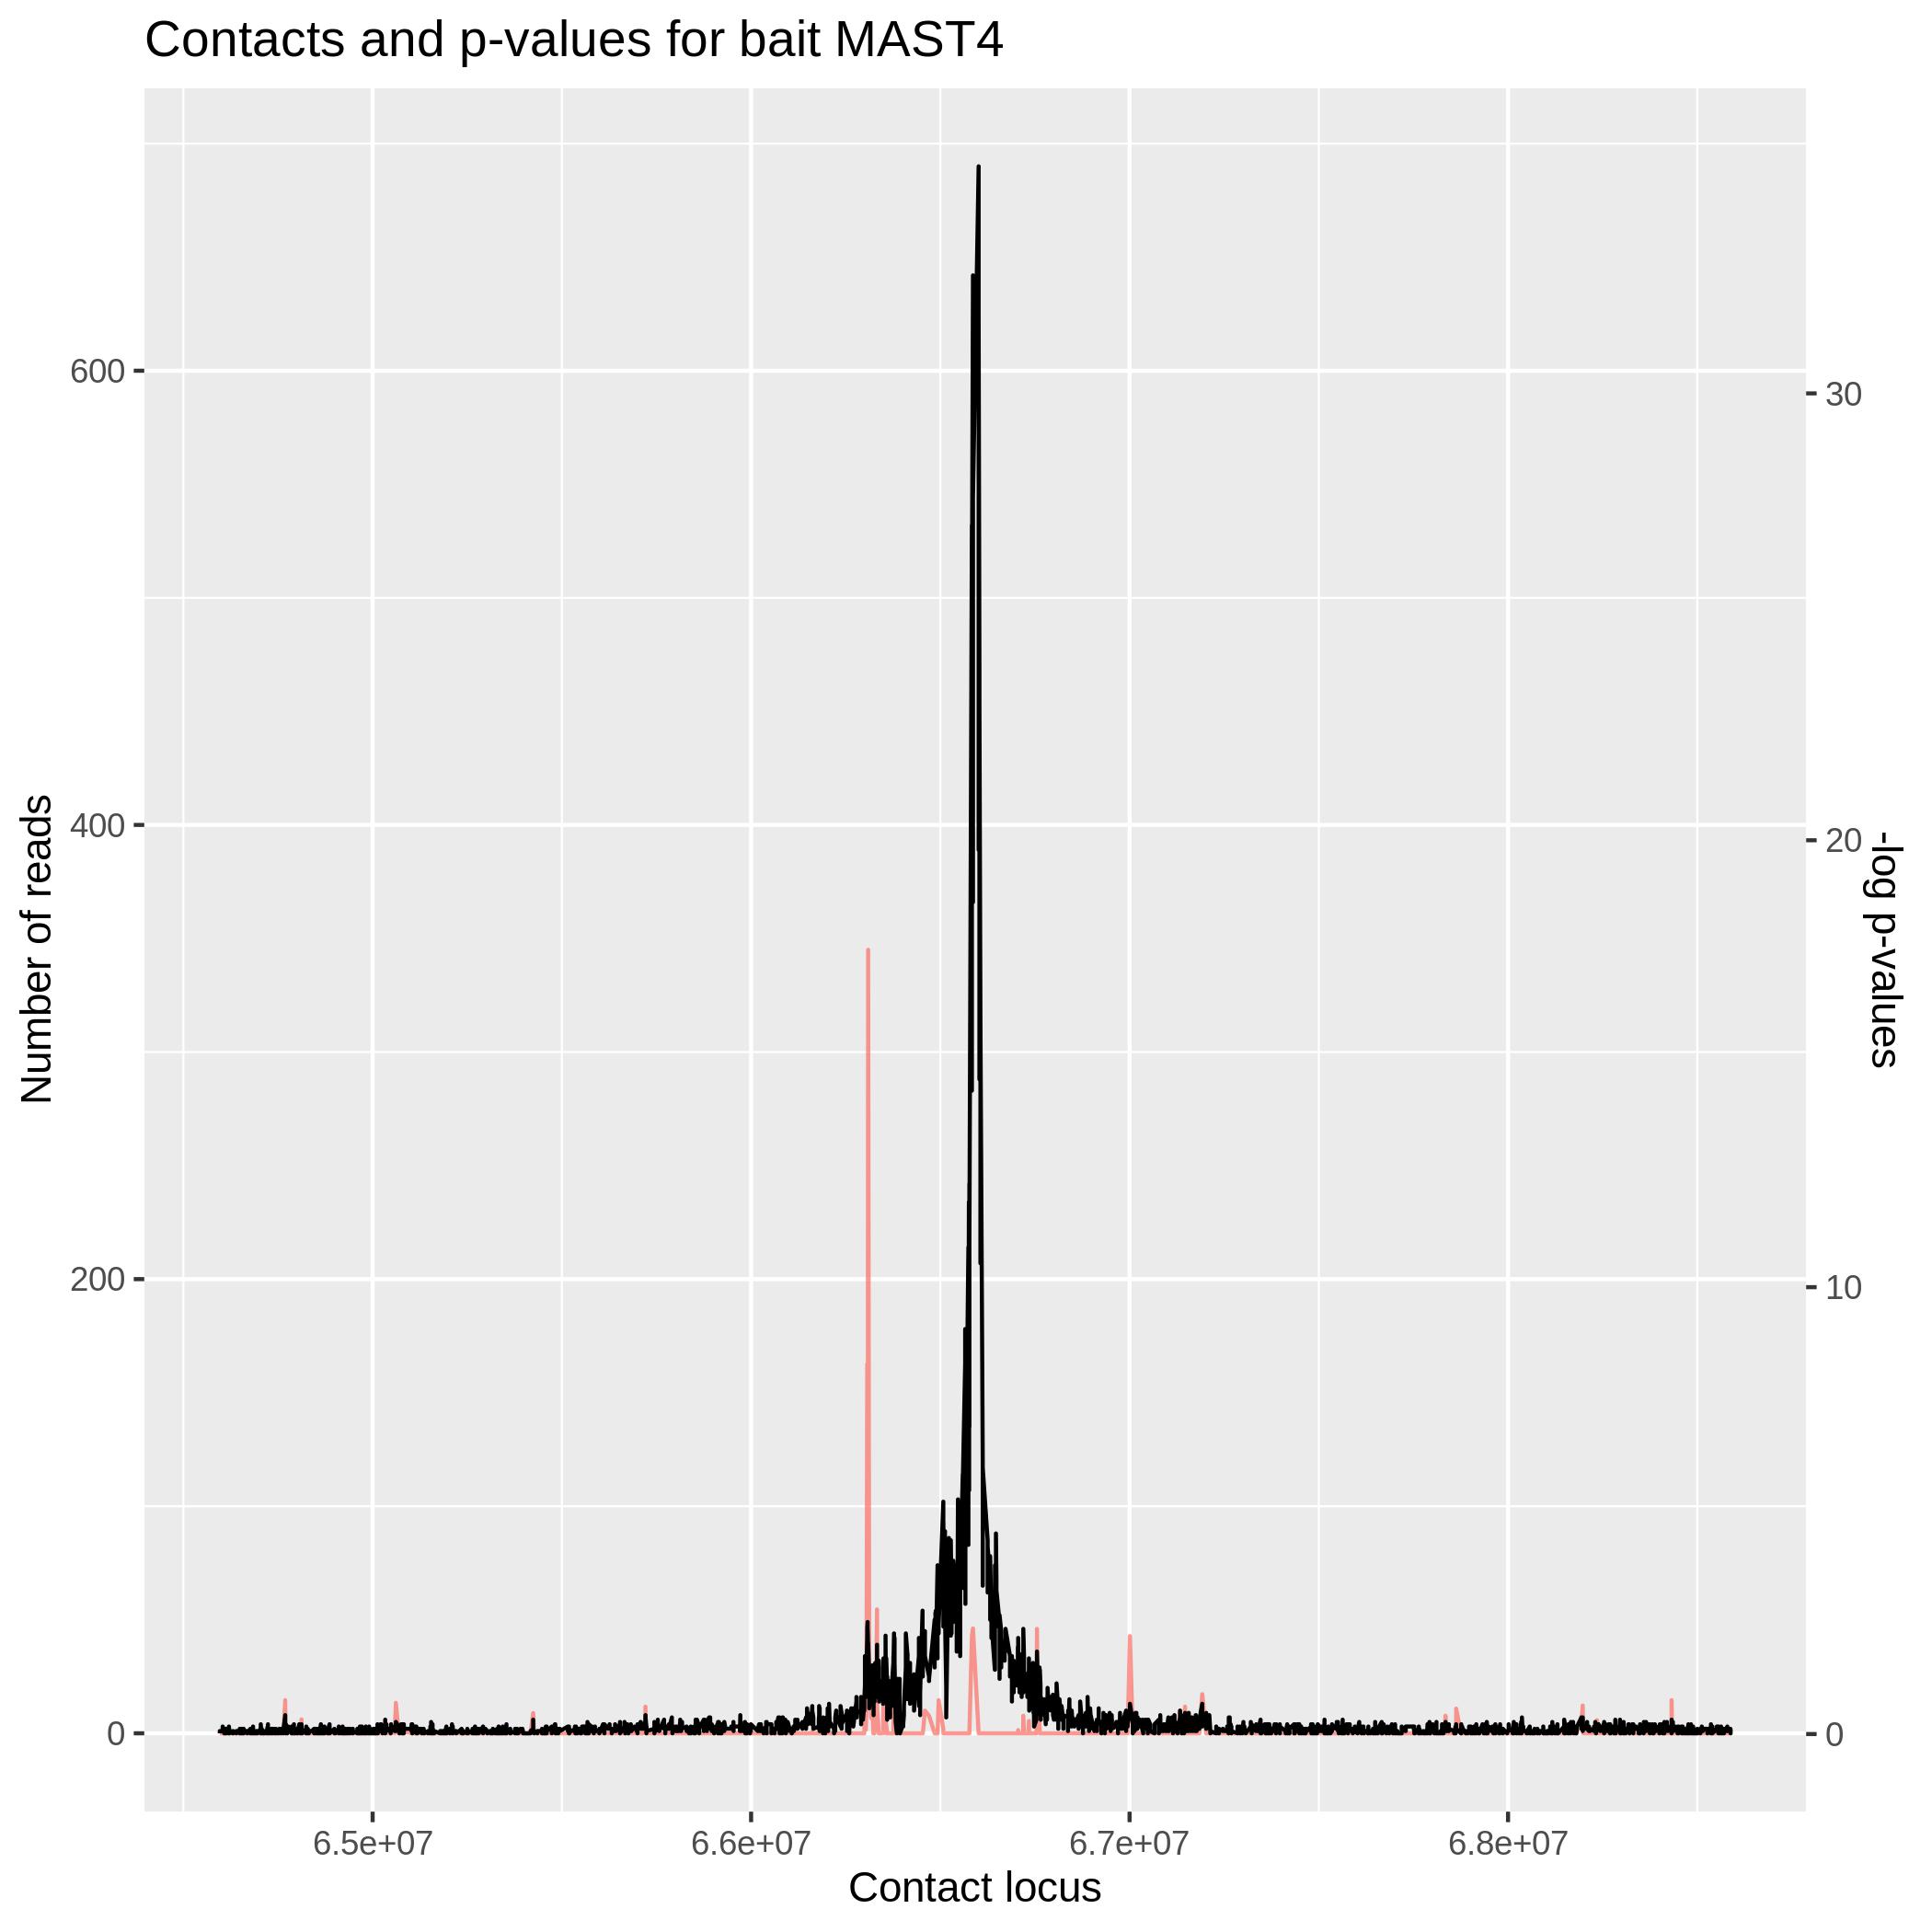 Contacts and p-values for bait MAST4
Number of reads
600
400
200
0
30
20
10
0
-log p-values
6.5e+07
6.6e+07
6.7e+07
6.8e+07
Contact locus